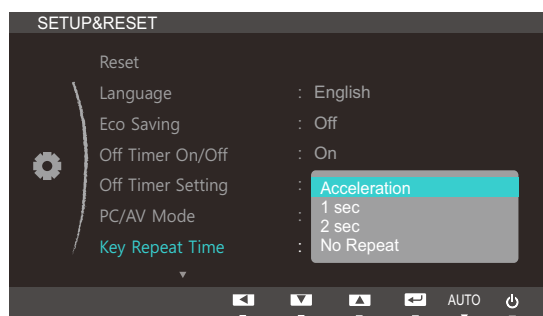 SETUP&RESET
Reset
Language : English
Eco Saving : Off
Off Timer On/Off : On
Off Timer Setting :
PC/AV Mode :
Key Repeat Time :
Acceleration
1 sec
2 sec
No Repeat
AUTO